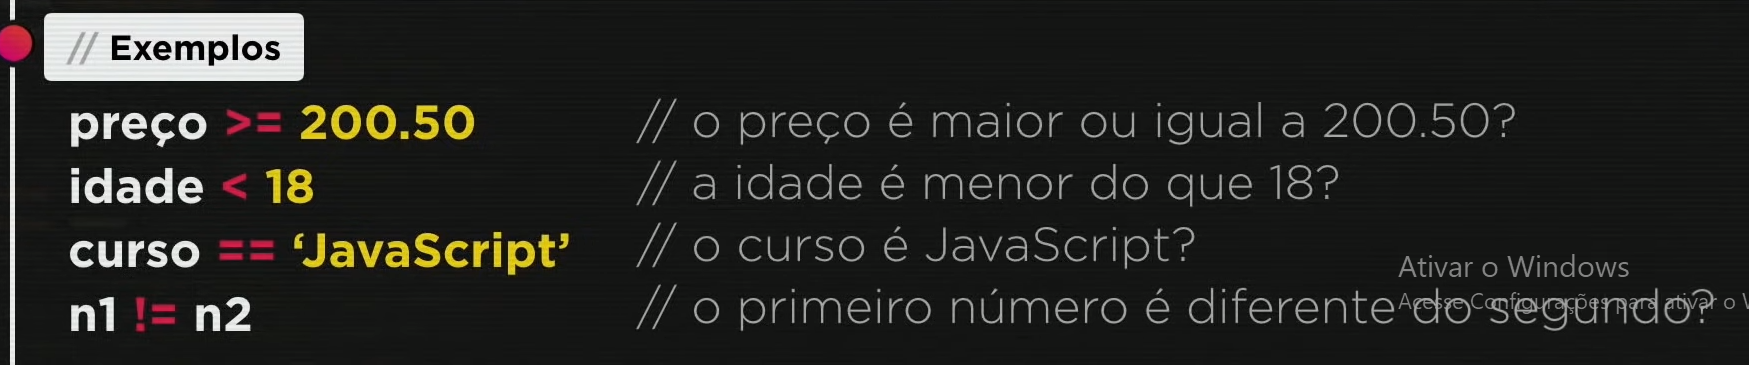 // Exemplos
preço >= 200.50 // o preço é maior ou igual a 200.50?
idade < 18 // a idade é menor do que 18?
curso == ‘JavaScript’ // o curso é JavaScript?
Ativar o Windows
n1 != n2 // o primeiro número é diferente do segundo?
Acesse Configurações para ativar o